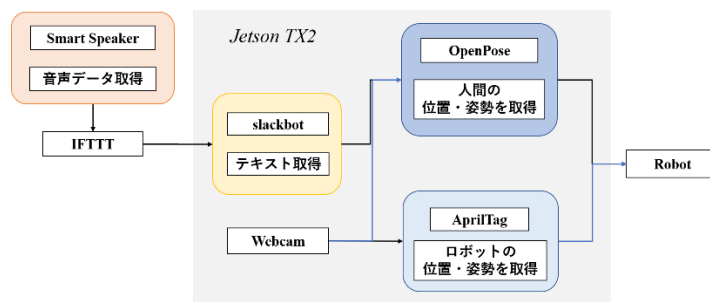 Smart Speaker
音声データ取得
IFTTT
Jetson TX2
slackbot
テキスト取得
Webcam
OpenPose
人間の
位置・姿勢を取得
AprilTag
ロボットの
位置・姿勢を取得
Robot